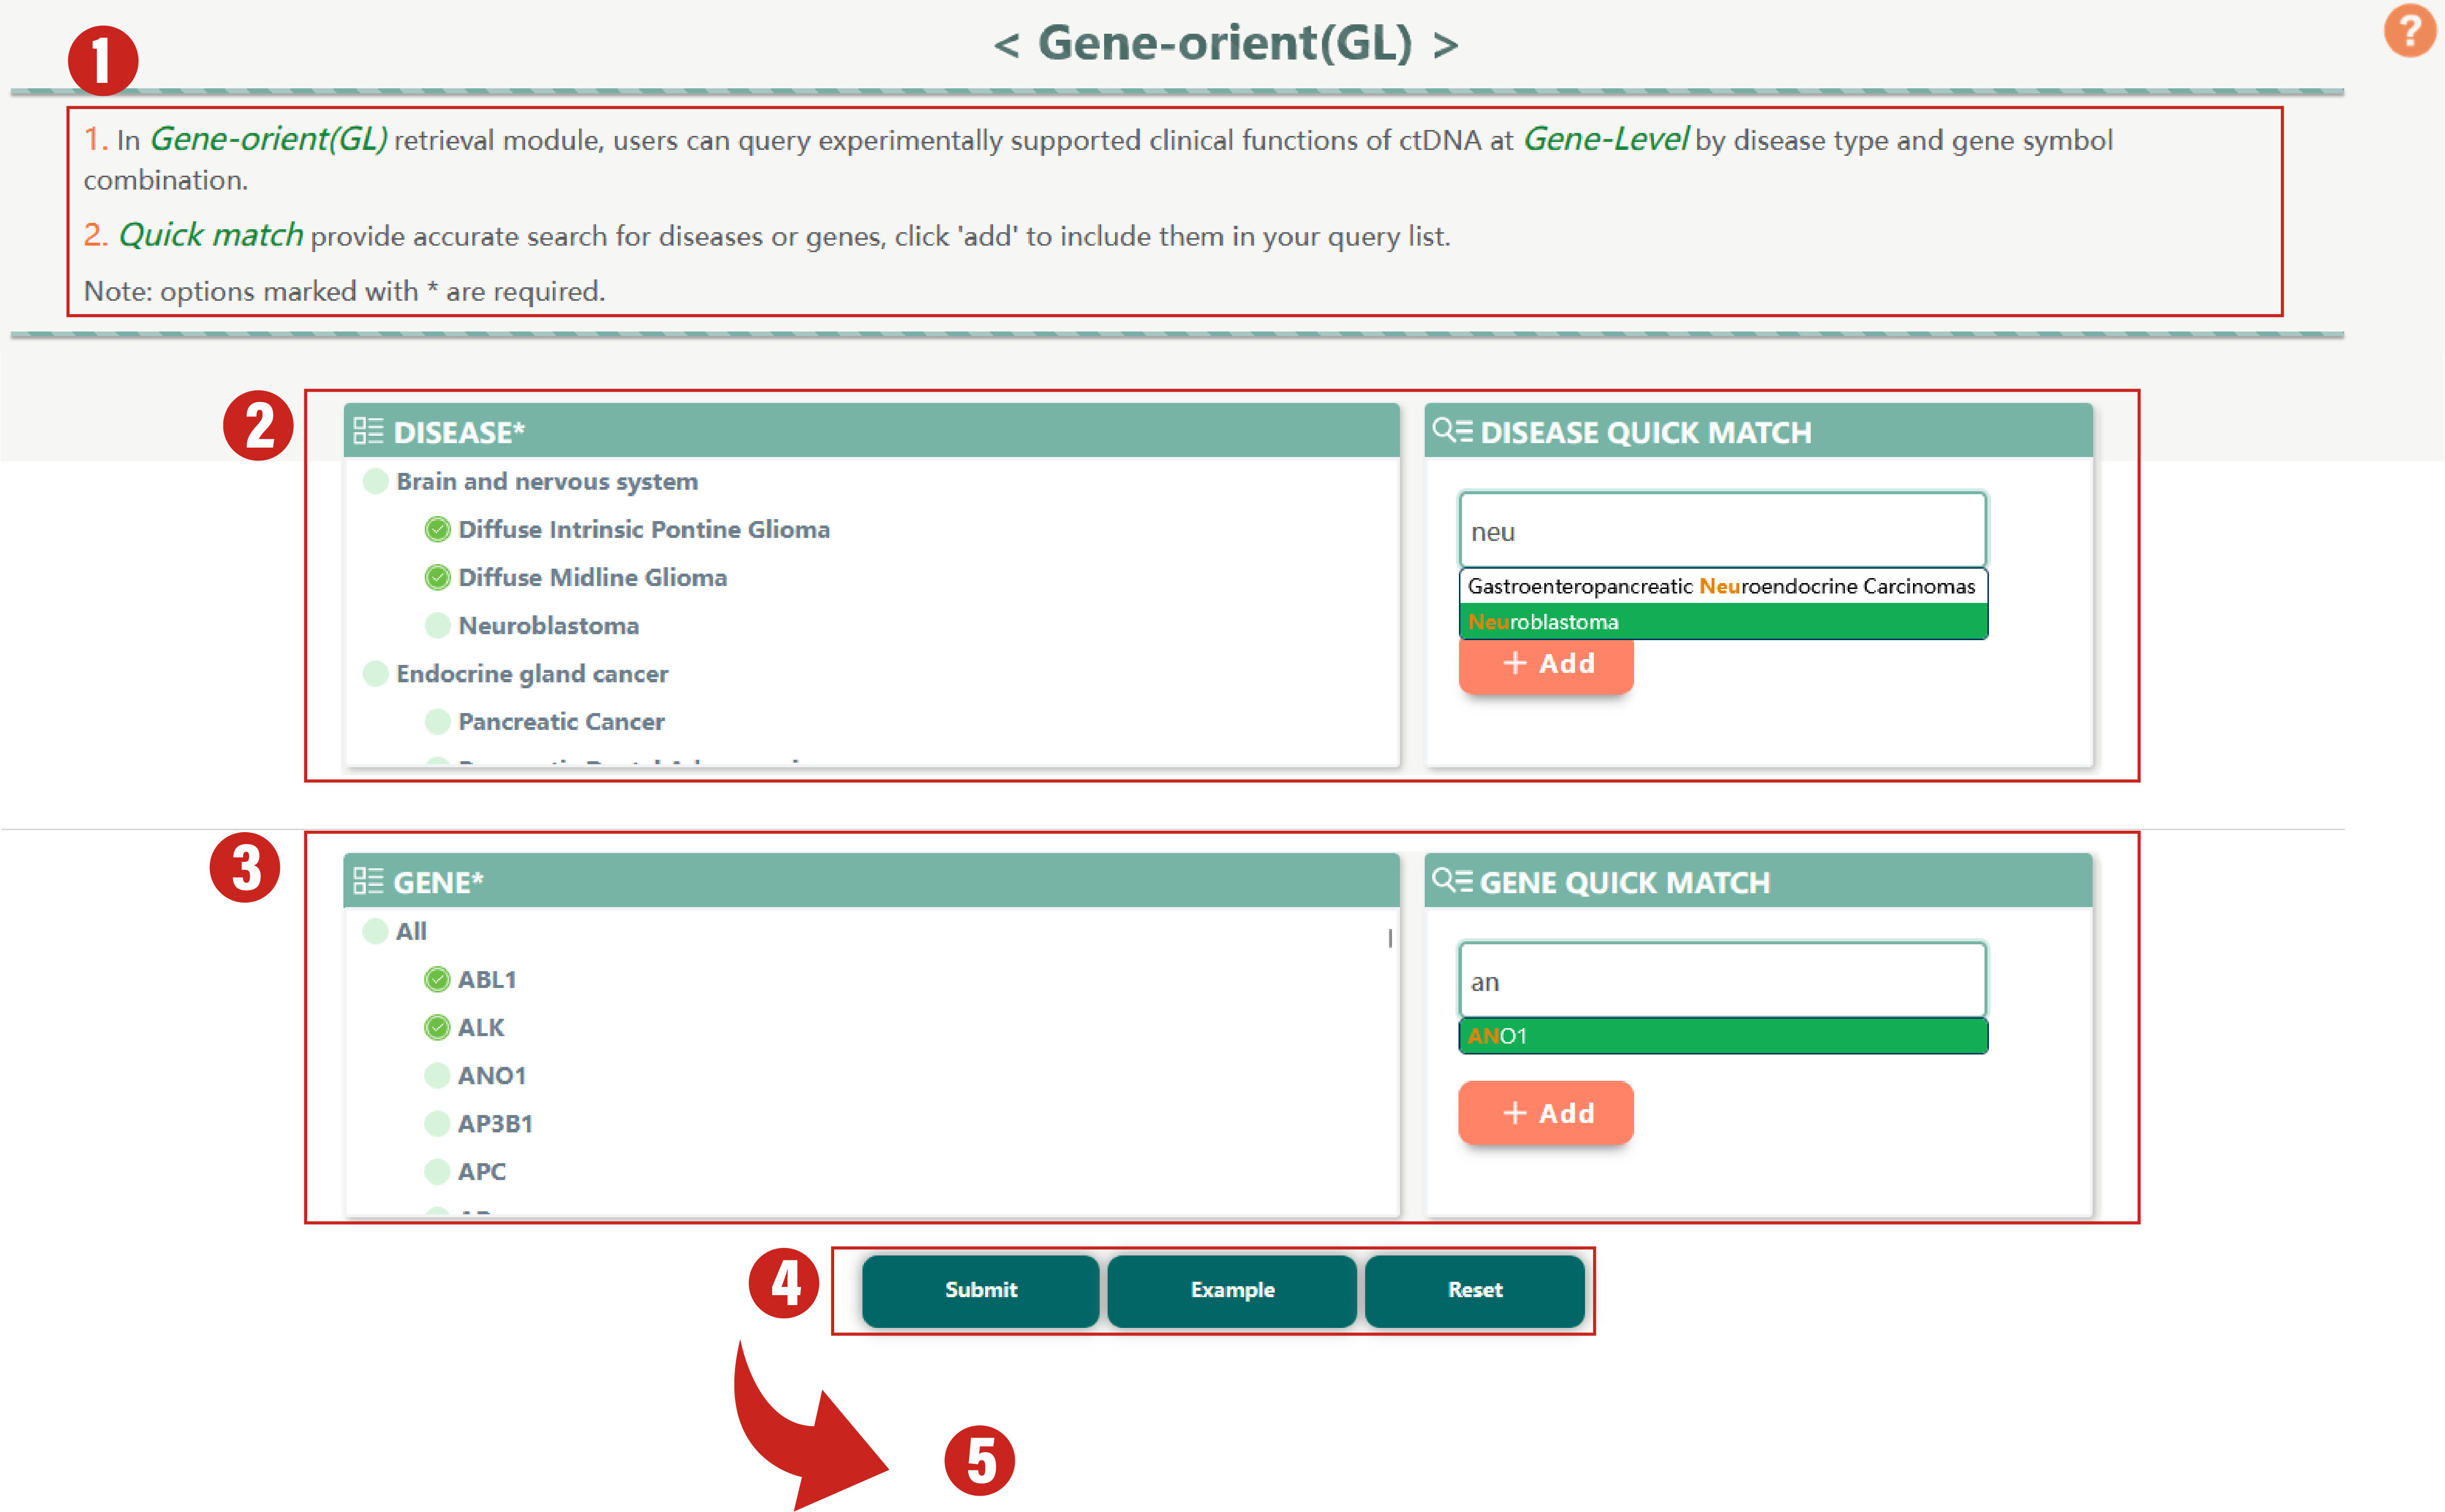 < Gene-orient(GL) >
?
1
1. In Gene-orient(GL) retrieval module, users can query experimentally supported clinical functions of ctDNA at Gene-Level by disease type and gene symbol
combination.
2. Quick match provide accurate search for diseases or genes, click 'add' to include them in your query list.
Note: options marked with * are required.
2
DISEASE*
Brain and nervous system
Diffuse Intrinsic Pontine Glioma
Diffuse Midline Glioma
Neuroblastoma
Endocrine gland cancer
Pancreatic Cancer
DISEASE QUICK MATCH
neu
Gastroenteropancreatic Neuroendocrine Carcinomas
Neuroblastoma
+ Add
3
GENE*
All
ABL1
ALK
ANO1
AP3B1
APC
GENE QUICK MATCH
an
ANO1
+ Add
4
Submit
Example
Reset
5